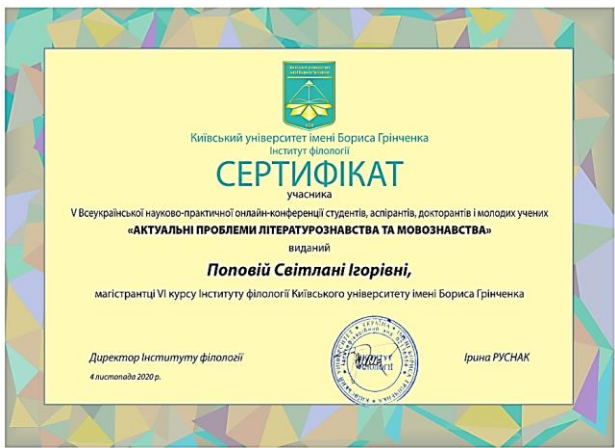 Київський університет імені Бориса Грінченка
Інститут філології
СЕРТИФІКАТ
учасника
V Всеукраїнської науково-практичної онлайн-конференції студентів, аспірантів, докторантів і молодих учених
«АКТУАЛЬНІ ПРОБЛЕМИ ЛІТЕРАТУРОЗНАВСТВА ТА МОВОЗНАВСТВА»
виданий
Поповій Світлані Ігорівні,
магістрантці VI курсу Інституту філології Київського університету імені Бориса Грінченка
Директор Інституту філології
Ірина РУСНАК
4 листопада 2020 р.